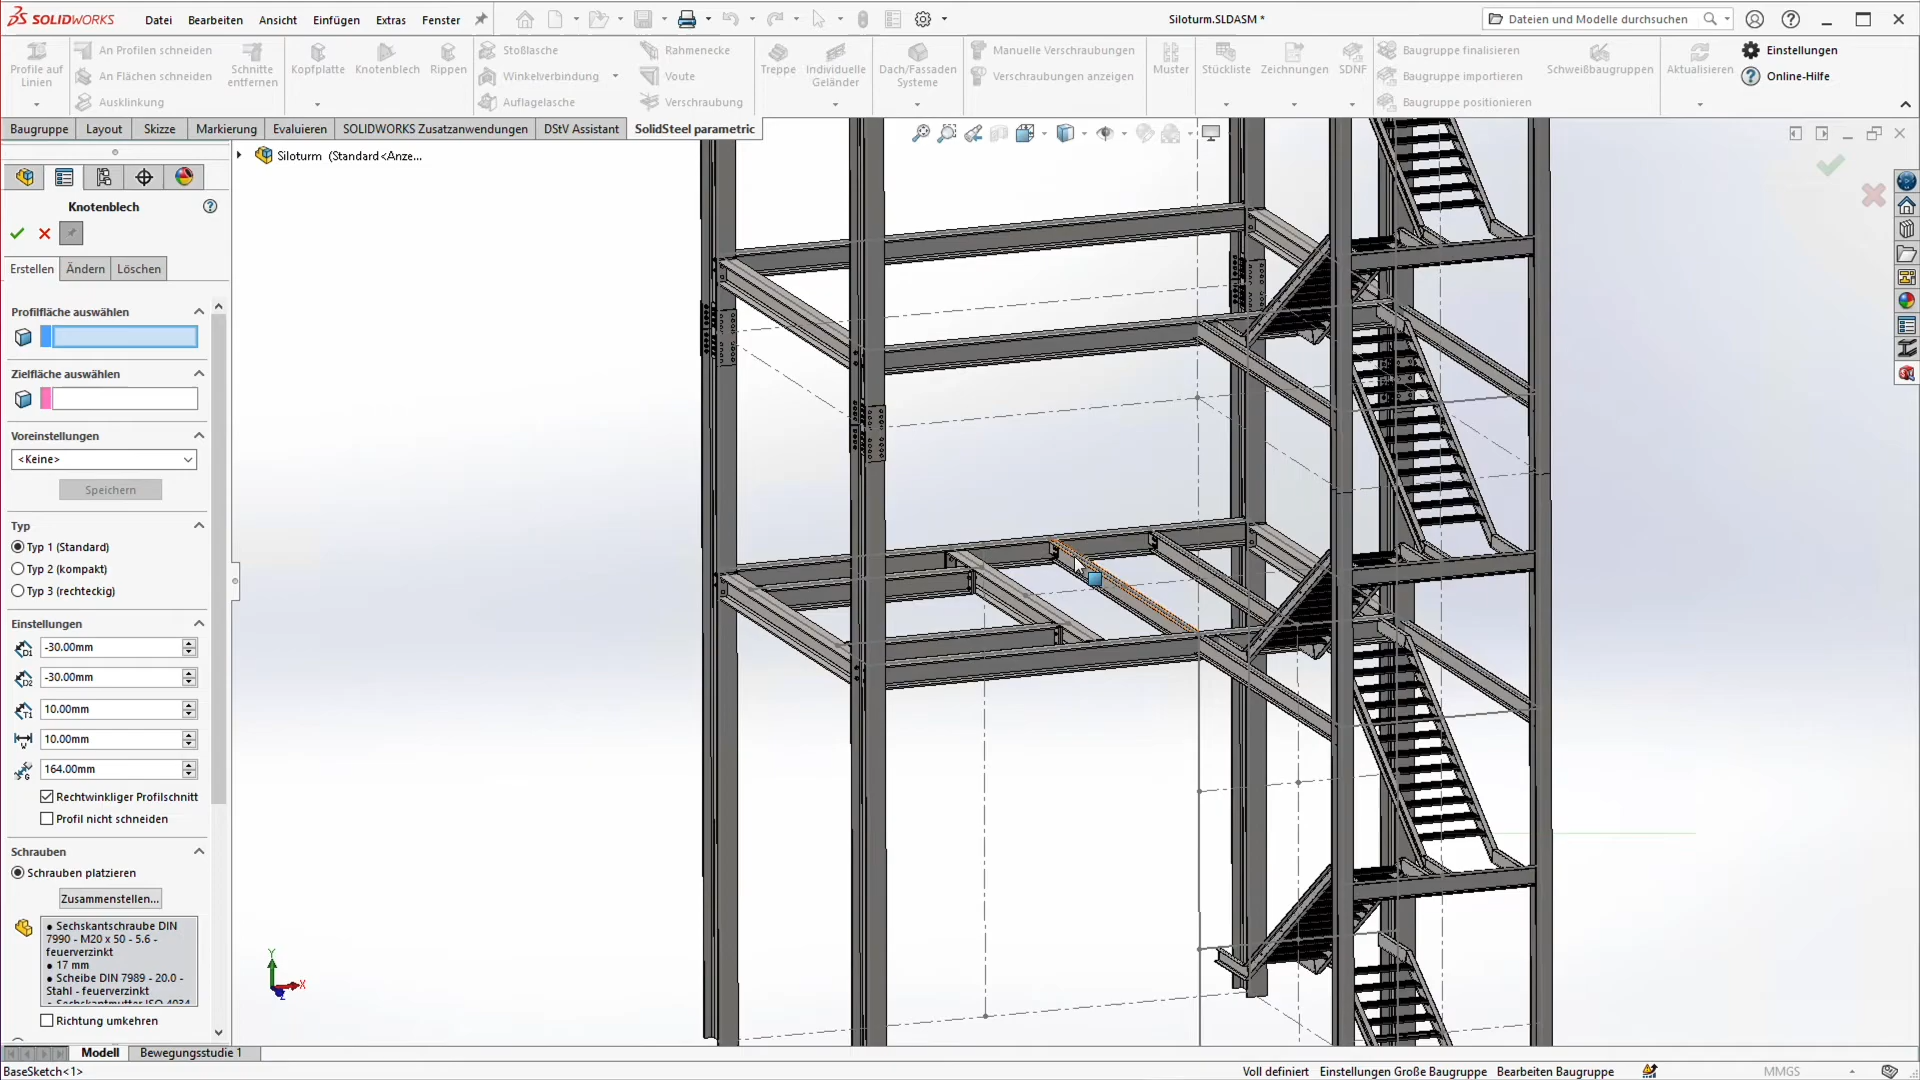 SOLIDWORKS
Datei Bearbeiten Ansicht Einfügen Extras Fenster
Siloturm.SLDASM *
Dateien und Modelle durchsuchen
Profile auf Linien
An Profilen schneiden
An Flächen schneiden
Ausklinkung
Schnitte entfernen
Kopfplatte
Knotenblech
Rippen
Stoßlasche
Winkelverbindung
Auflagelasche
Rahmenecke
Voute
Verschraubung
Treppe
Individuelle Geländer
Dach/Fassaden Systeme
Manuelle Verschraubungen
Verschraubungen anzeigen
Muster
Stückliste
Zeichnungen
SDNF
Baugruppe finalisieren
Baugruppe importieren
Baugruppe positionieren
Schweißbaugruppen
Aktualisieren
Einstellungen
Online-Hilfe
Baugruppe Layout Skizze Markierung Evaluieren SOLIDWORKS Zusatzanwendungen DStV Assistant SolidSteel parametric
Siloturm (Standard<Anze...
Knotenblech
Erstellen Ändern Löschen
Profilfläche auswählen
Zielfläche auswählen
Voreinstellungen
<Keine>
Speichern
Typ
Typ 1 (Standard)
Typ 2 (kompakt)
Typ 3 (rechteckig)
Einstellungen
D1 -30.00mm
D2 -30.00mm
T1 10.00mm
10.00mm
G 164.00mm
Rechtwinkliger Profilschnitt
Profil nicht schneiden
Schrauben
Schrauben platzieren
Zusammenstellen...
• Sechskantschraube DIN
7990 - M20 x 50 - 5.6 -
feuerverzinkt
• 17 mm
• Scheibe DIN 7989 - 20.0 -
Stahl - feuerverzinkt
• Sechskantmutter ISO 4034
Richtung umkehren
Y
X
Z
Modell Bewegungsstudie 1
BaseSketch<1>
Voll definiert Einstellungen Große Baugruppe Bearbeiten Baugruppe
MMGS